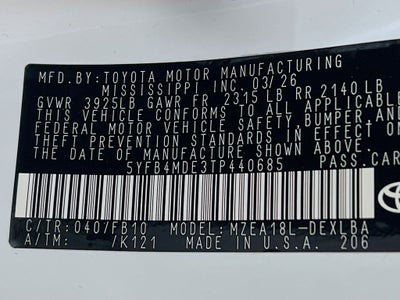 MFD.BY:TOYOTA MOTOR MANUFACTURING
MISSISSIPPI, INC. 03/26
GVWR 3925LB GAWR FR 2315LB RR 2140LB
THIS VEHICLE CONFORMS TO ALL APPLICABLE
FEDERAL MOTOR VEHICLE SAFETY, BUMPER, AND
THEFT PREVENTION STANDARDS IN EFFECT ON
THE DATE OF MANUFACTURE SHOWN ABOVE.
5YFB4MDE3TP440685 PASS.CAR
C/TR:040/FB10 MODEL:MZEA18L-DEXLBA
A/TM: /K121 MADE IN U.S.A. 206